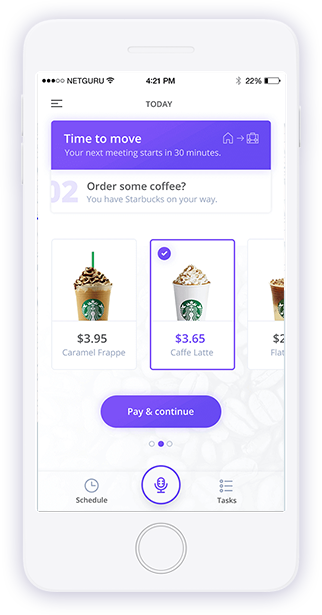 NETGURU 4:21 PM 22%
TODAY
Time to move
Your next meeting starts in 30 minutes.
02
Order some coffee?
You have Starbucks on your way.
$3.95 $3.65 $2
Caramel Frappe Caffe Latte Flat
Pay & continue
Schedule Tasks